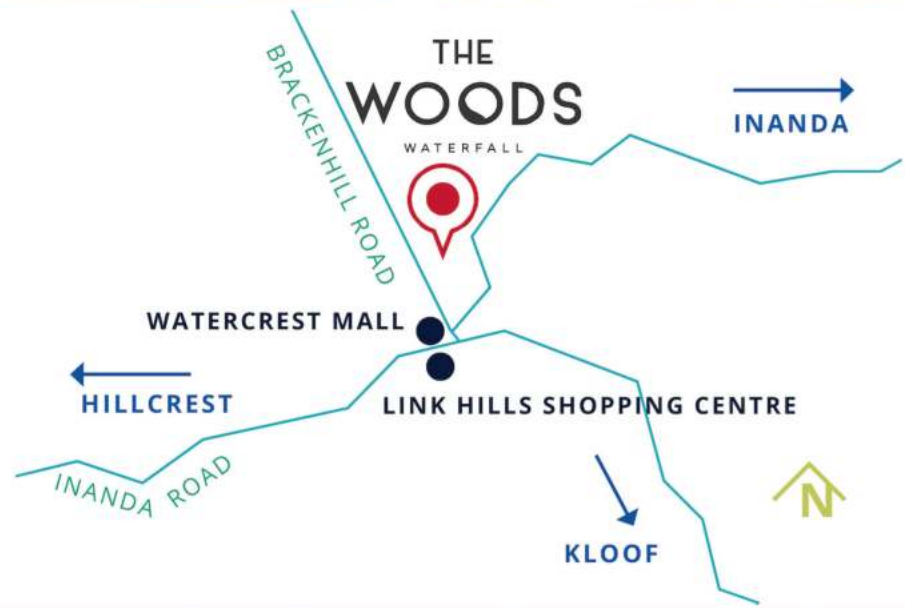 THE
WOODS
WATERFALL
BRACKENHILL ROAD
INANDA
WATERCREST MALL
HILLCREST
LINK HILLS SHOPPING CENTRE
INANDA ROAD
N
KLOOF